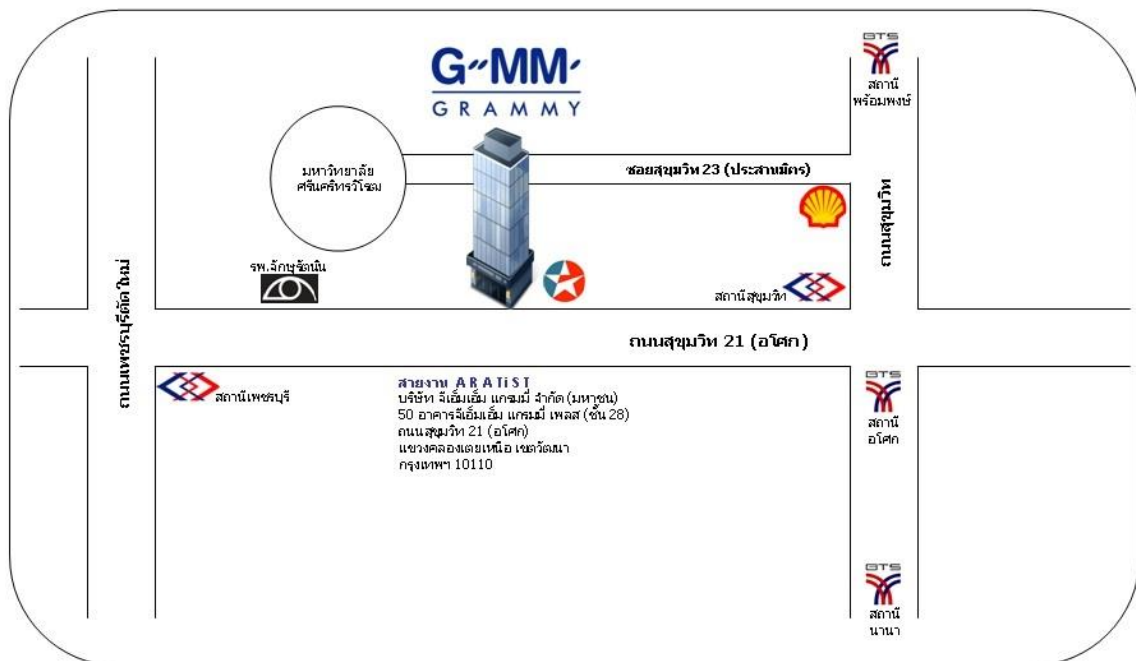 G"MM'
GRAMMY
BTS
สถานี
พร้อมพงษ์
มหาวิทยาลัย
ศรีนครินทรวิโรฒ
ซอยสุขุมวิท 23 (ประสานมิตร)
ถนนสุขุมวิท
รพ.จักษุรัตนิน
สถานีสุขุมวิท
ถนนเพชรบุรีตัดใหม่
ถนนสุขุมวิท 21 (อโศก)
สถานีเพชรบุรี
สายงาน ARATiST
บริษัท จีเอ็มเอ็ม แกรมมี่ จำกัด (มหาชน)
50 อาคารจีเอ็มเอ็ม แกรมมี่ เพลส (ชั้น 28)
ถนนสุขุมวิท 21 (อโศก)
แขวงคลองเตยเหนือ เขตวัฒนา
กรุงเทพฯ 10110
BTS
สถานี
อโศก
BTS
สถานี
นานา